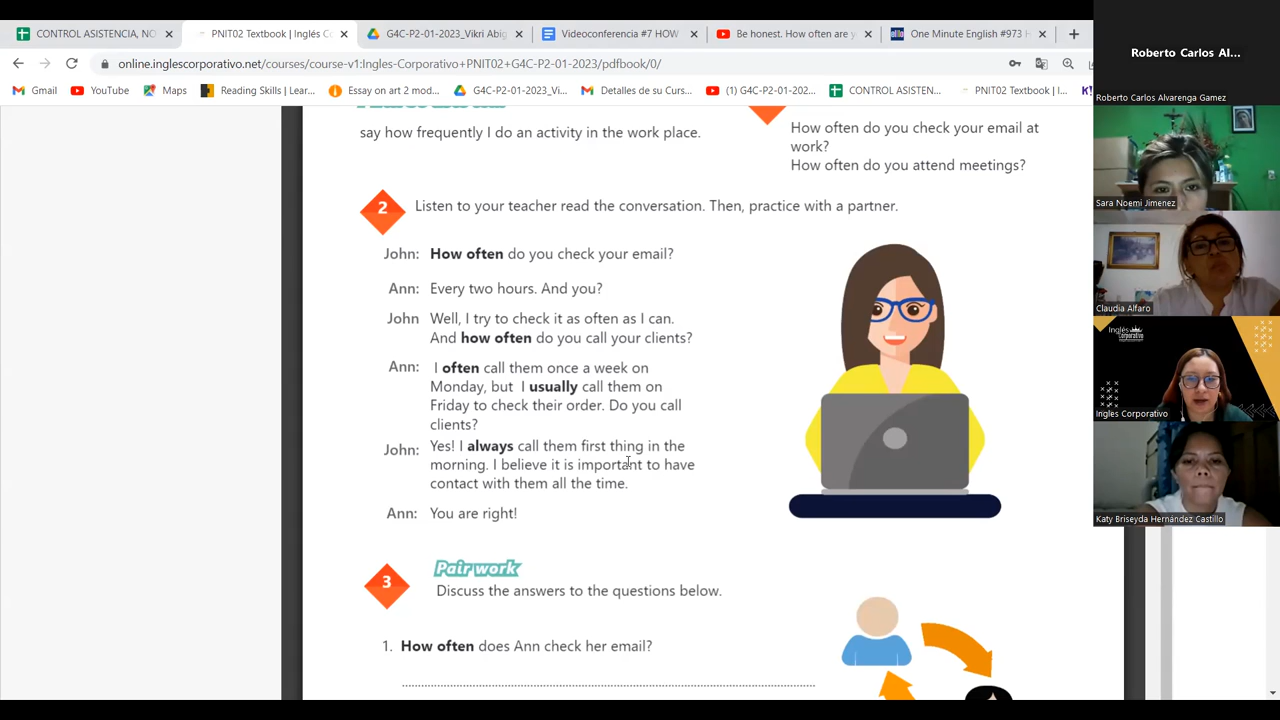 CONTROL ASISTENCIA, NO
PNIT02 Textbook | Inglés C
G4C-P2-01-2023_Vikri Abig
Videoconferencia #7 HOW
Be honest. How often are y
One Minute English #973 H
online.inglescorporativo.net/courses/course-v1:Ingles-Corporativo+PNIT02+G4C-P2-01-2023/pdfbook/0/
Gmail
YouTube
Maps
Reading Skills | Lear...
Essay on art 2 mod...
G4C-P2-01-2023_Vi...
Detalles de su Curs...
(1) G4C-P2-01-202...
CONTROL ASISTEN...
PNIT02 Textbook | I...
say how frequently I do an activity in the work place.
How often do you check your email at
work?
How often do you attend meetings?
2
Listen to your teacher read the conversation. Then, practice with a partner.
John: How often do you check your email?
Ann: Every two hours. And you?
John Well, I try to check it as often as I can.
And how often do you call your clients?
Ann: I often call them once a week on
Monday, but I usually call them on
Friday to check their order. Do you call
clients?
John: Yes! I always call them first thing in the
morning. I believe it is important to have
contact with them all the time.
Ann: You are right!
3
Pair work
Discuss the answers to the questions below.
1. How often does Ann check her email?
Roberto Carlos Al...
Roberto Carlos Alvarenga Gamez
Sara Noemi Jimenez
Claudia Alfaro
Inglés
Corporativo
Ingles Corporativo
Katy Briseyda Hernández Castillo